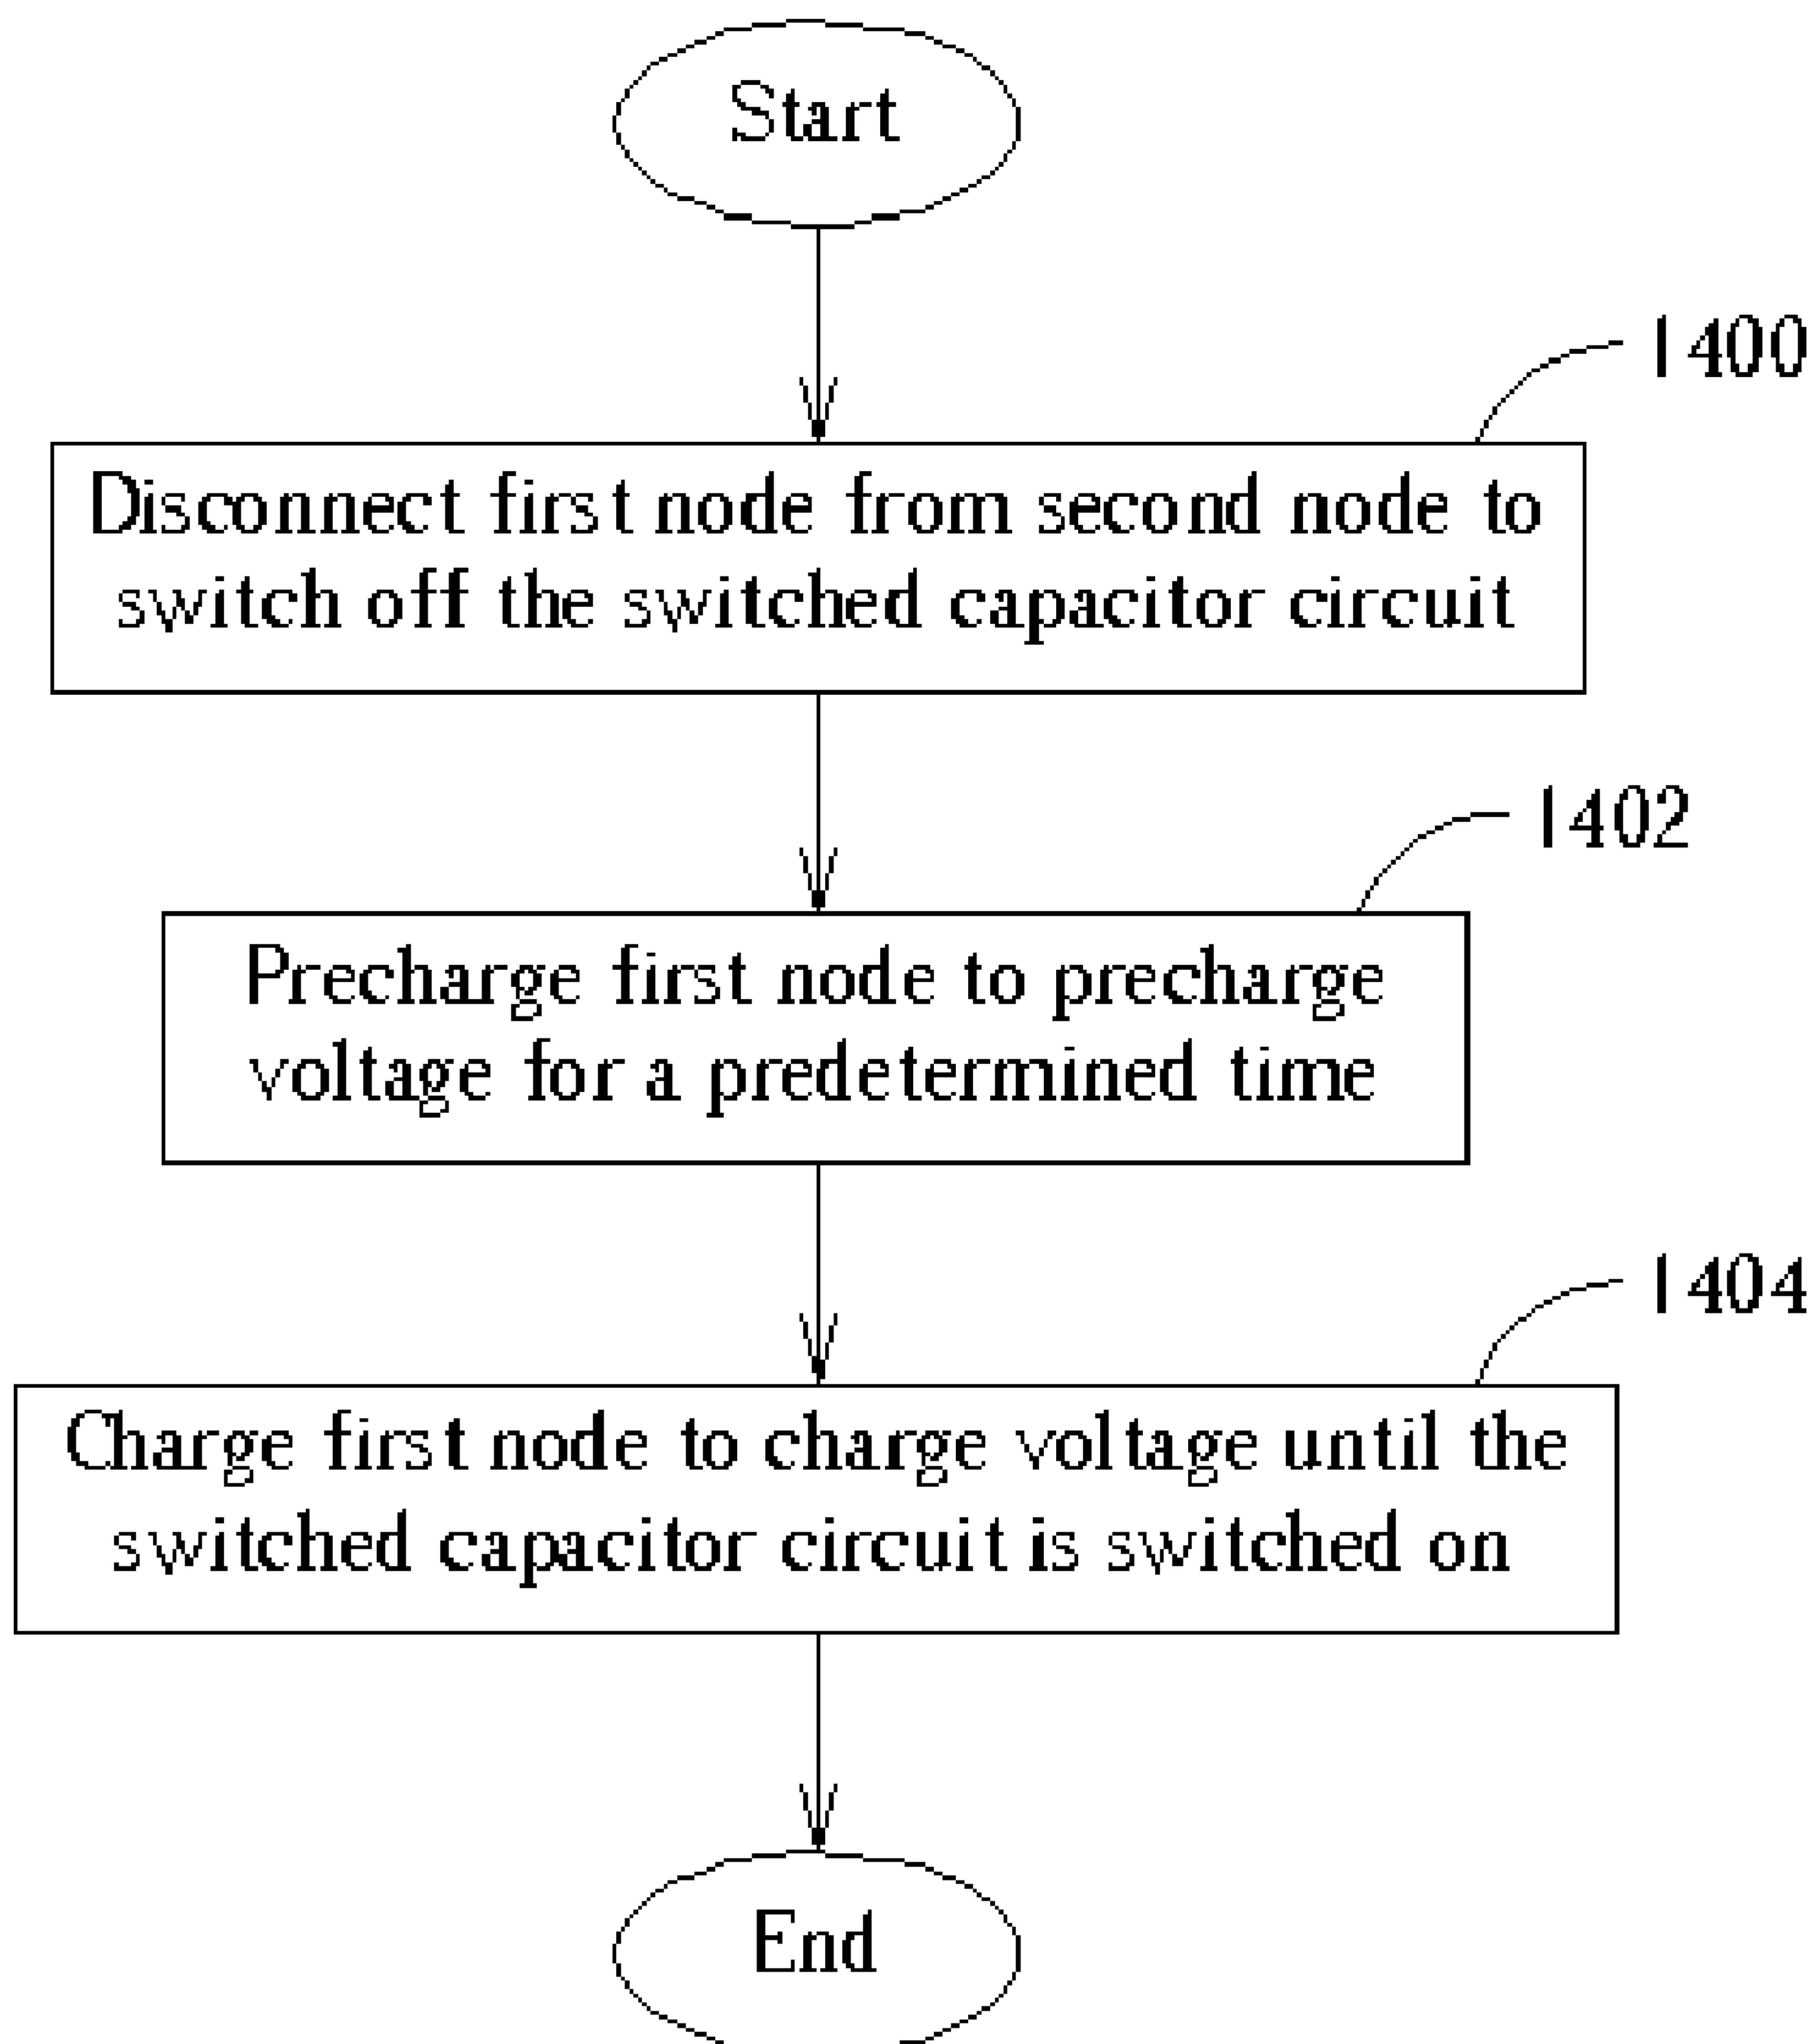 Start
1400
Disconnect first node from second node to
switch off the switched capacitor circuit
1402
Precharge first node to precharge
voltage for a predetermined time
1404
Charge first node to charge voltage until the
switched capacitor circuit is switched on
End